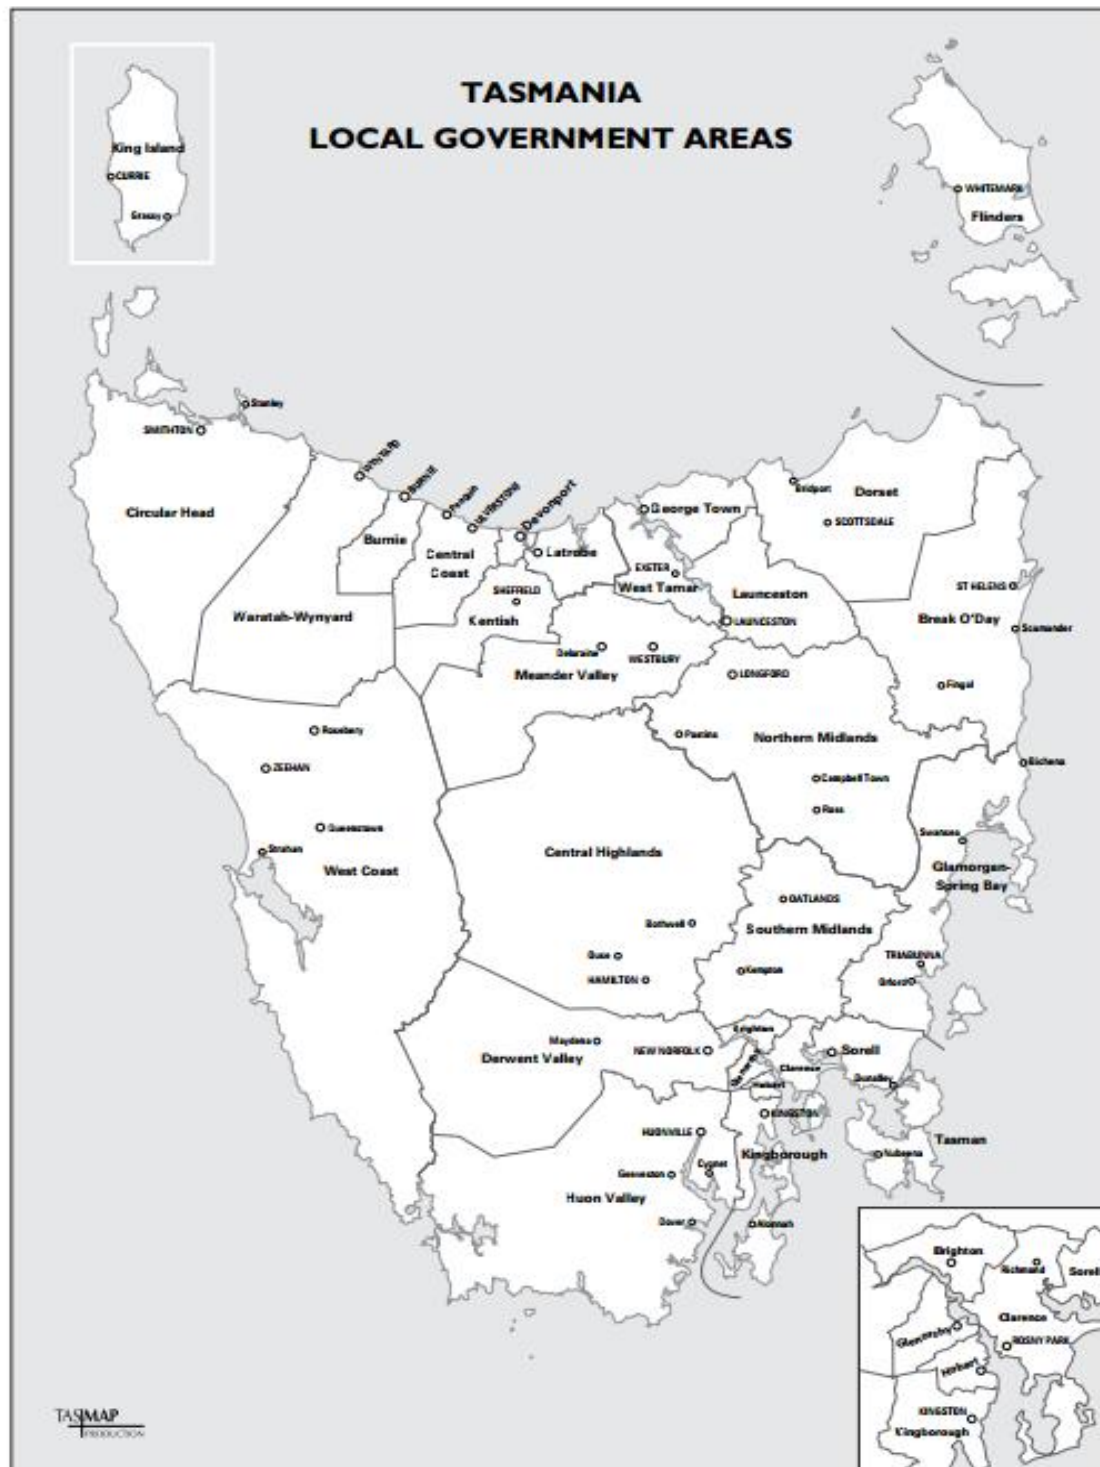 TASMANIA
LOCAL GOVERNMENT AREAS
King Island
CURRIE
Grassy
WHITEMARK
Flinders
Stanley
SMITHTON
WYNYARD
BURNIE
Penguin
ULVERSTONE
Devonport
Bridport
Dorset
George Town
SCOTTSDALE
Circular Head
Burnie
Central
Coast
Latrobe
EXETER
West Tamar
SHEFFIELD
Kentish
Launceston
ST HELENS
Waratah-Wynyard
LAUNCESTON
Break O'Day
Scamander
Deloraine
WESTBURY
Meander Valley
LONGFORD
Fingal
Rosebery
Perth
Northern Midlands
ZEEHAN
Bicheno
Campbell Town
Ross
Queenstown
Strahan
Swansea
Central Highlands
West Coast
Glamorgan-
Spring Bay
OATLANDS
Bothwell
Southern Midlands
Ouse
TRIABUNNA
Kempton
HAMILTON
Orford
Brighton
Maydena
NEW NORFOLK
Sorell
Derwent Valley
Glenorchy
Clarence
Hobart
Dunalley
KINGSTON
HUONVILLE
Tasman
Kingborough
Nubeena
Cygnet
Geeveston
Huon Valley
Dover
Alonnah
Brighton
Richmond
Sorell
Clarence
Glenorchy
ROSNY PARK
Hobart
KINGSTON
Kingborough
TASMAP
PRODUCTION